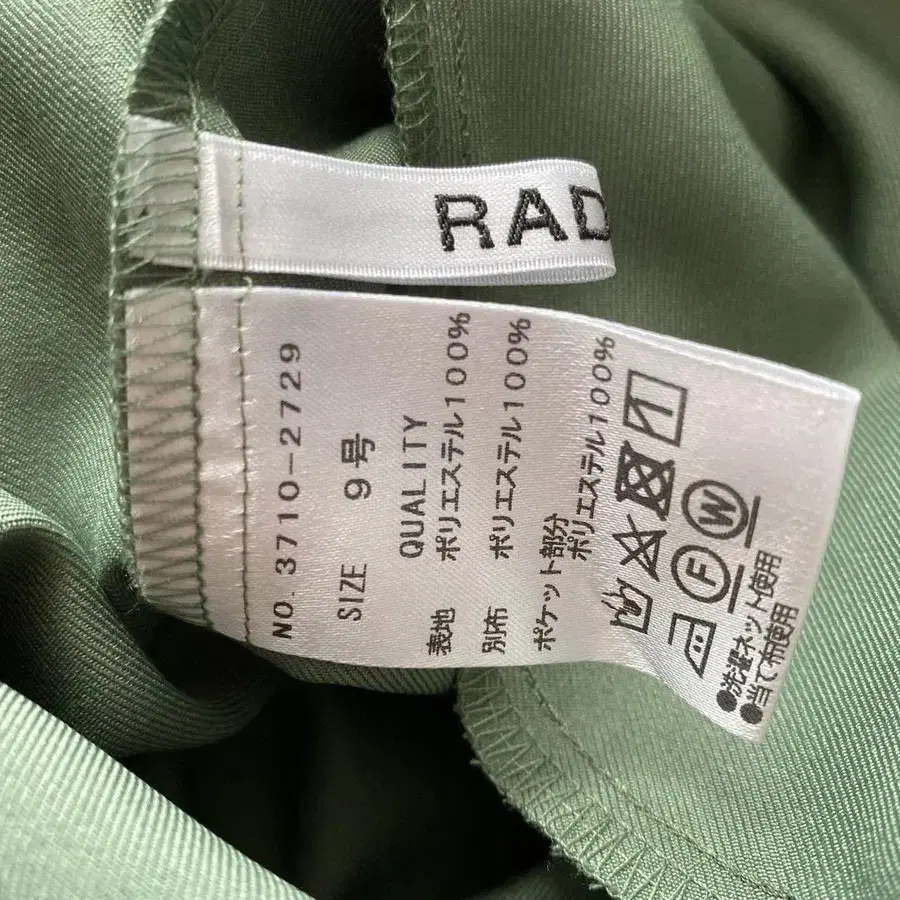 RAD
NO. 3710-2729
SIZE 9号
QUALITY
表地 ポリエステル100%
別布 ポリエステル100%
ポケット部分
ポリエステル100%
F W
●洗濯ネット使用
●当て布使用